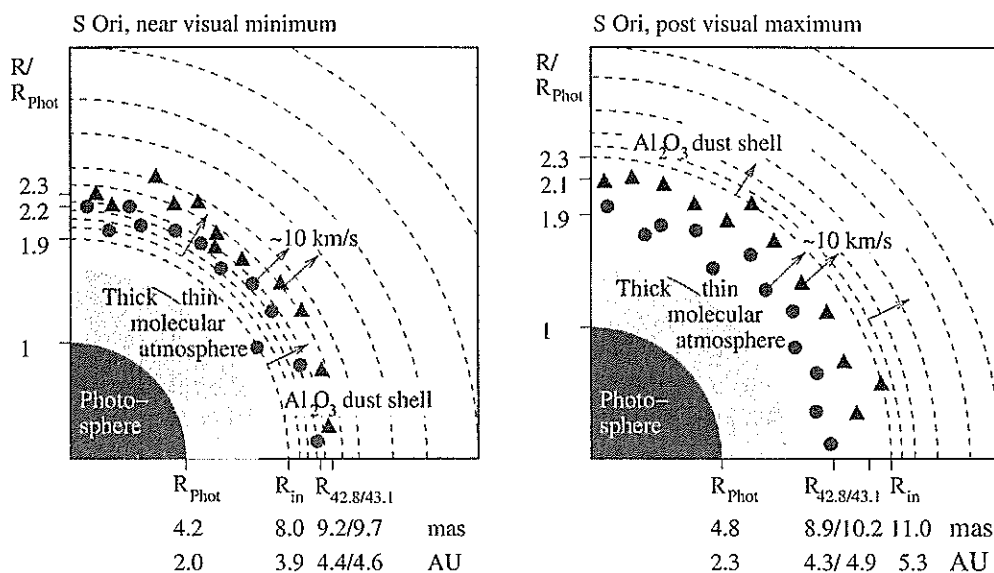 S Ori, near visual minimum
R/
R_Phot
2.3
2.2
1.9
1
~10 km/s
Thick thin
molecular
atmosphere
Al2O3 dust shell
Photo-
sphere
R_Phot R_in R_42.8/43.1
4.2 8.0 9.2/9.7 mas
2.0 3.9 4.4/4.6 AU
S Ori, post visual maximum
R/
R_Phot
2.3
2.1
1.9
1
Al2O3 dust shell
~10 km/s
Thick thin
molecular
atmosphere
Photo-
sphere
R_Phot R_42.8/43.1 R_in
4.8 8.9/10.2 11.0 mas
2.3 4.3/ 4.9 5.3 AU